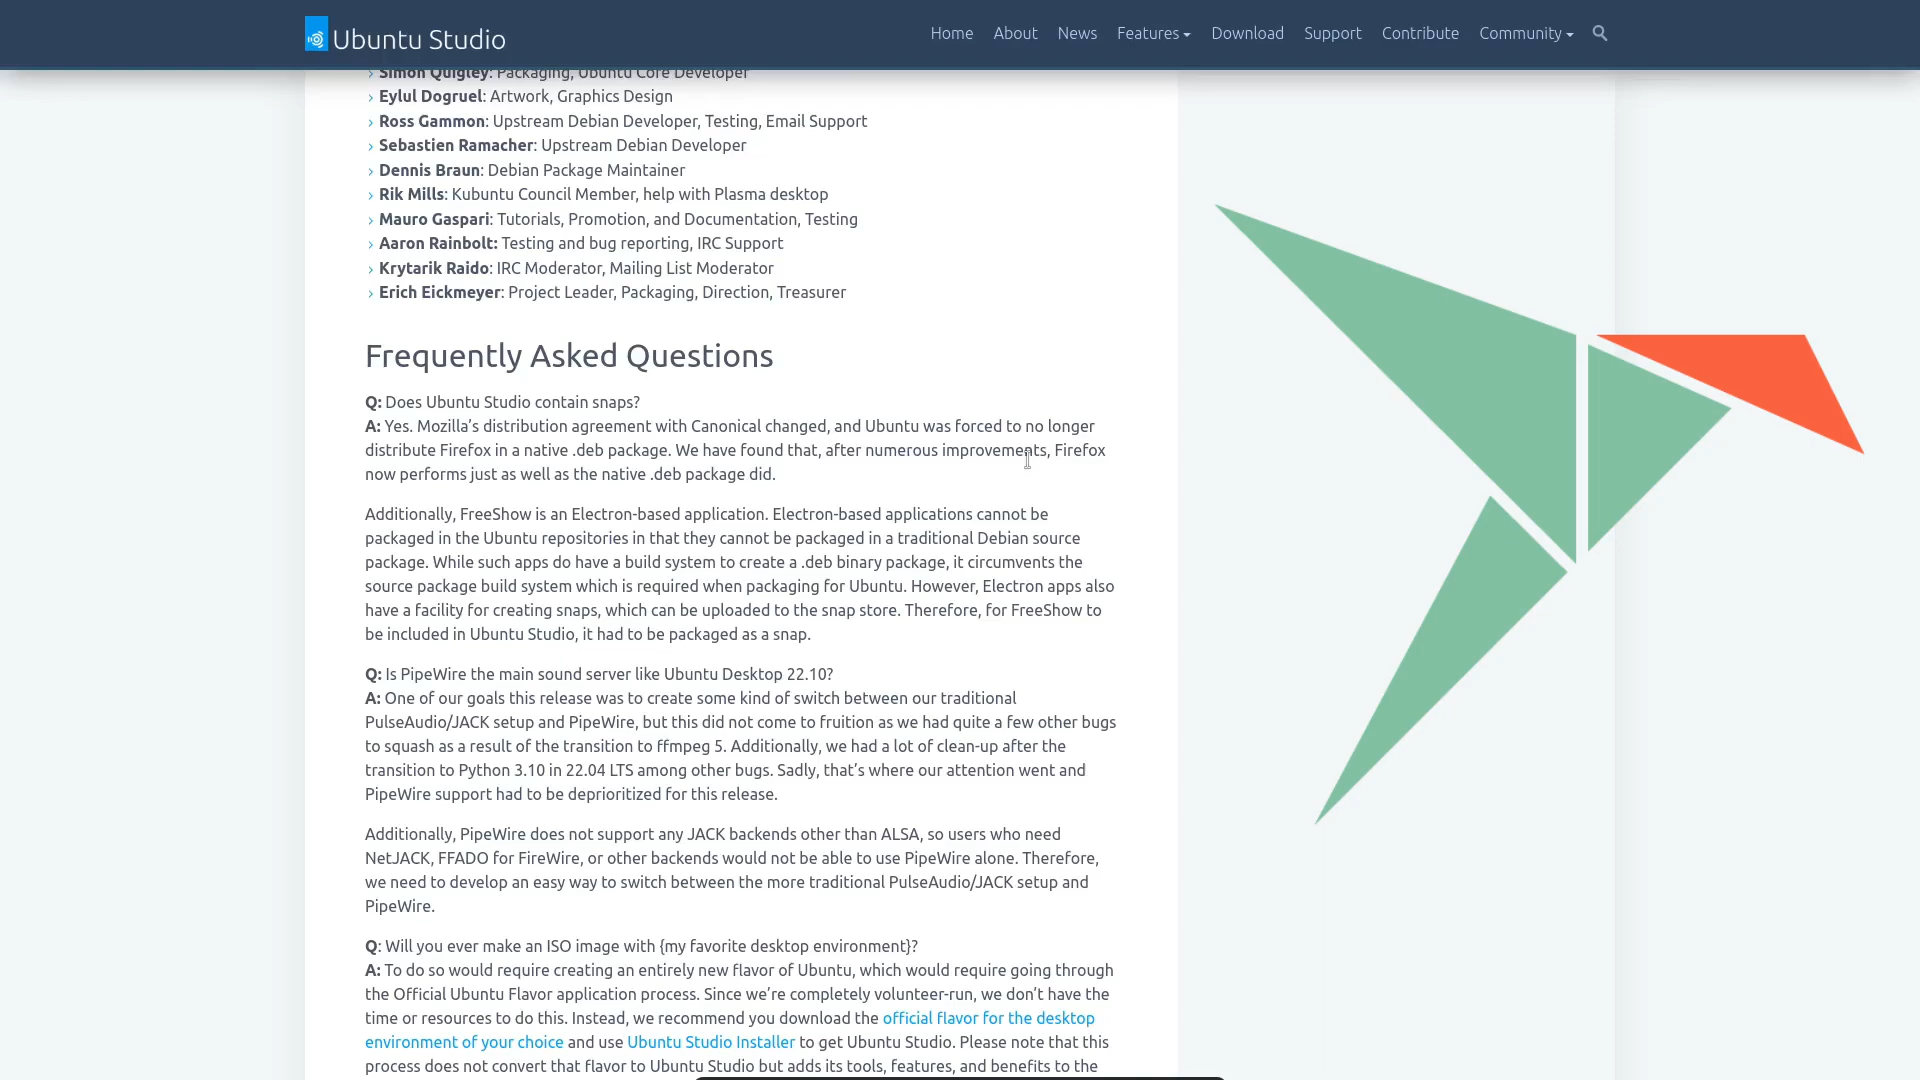 Ubuntu Studio
Home About News Features Download Support Contribute Community
Simon Quigley: Packaging, Ubuntu Core Developer
Eylul Dogruel: Artwork, Graphics Design
Ross Gammon: Upstream Debian Developer, Testing, Email Support
Sebastien Ramacher: Upstream Debian Developer
Dennis Braun: Debian Package Maintainer
Rik Mills: Kubuntu Council Member, help with Plasma desktop
Mauro Gaspari: Tutorials, Promotion, and Documentation, Testing
Aaron Rainbolt: Testing and bug reporting, IRC Support
Krytarik Raido: IRC Moderator, Mailing List Moderator
Erich Eickmeyer: Project Leader, Packaging, Direction, Treasurer
Frequently Asked Questions
Q: Does Ubuntu Studio contain snaps?
A: Yes. Mozilla’s distribution agreement with Canonical changed, and Ubuntu was forced to no longer
distribute Firefox in a native .deb package. We have found that, after numerous improvements, Firefox
now performs just as well as the native .deb package did.
Additionally, FreeShow is an Electron-based application. Electron-based applications cannot be
packaged in the Ubuntu repositories in that they cannot be packaged in a traditional Debian source
package. While such apps do have a build system to create a .deb binary package, it circumvents the
source package build system which is required when packaging for Ubuntu. However, Electron apps also
have a facility for creating snaps, which can be uploaded to the snap store. Therefore, for FreeShow to
be included in Ubuntu Studio, it had to be packaged as a snap.
Q: Is PipeWire the main sound server like Ubuntu Desktop 22.10?
A: One of our goals this release was to create some kind of switch between our traditional
PulseAudio/JACK setup and PipeWire, but this did not come to fruition as we had quite a few other bugs
to squash as a result of the transition to ffmpeg 5. Additionally, we had a lot of clean-up after the
transition to Python 3.10 in 22.04 LTS among other bugs. Sadly, that’s where our attention went and
PipeWire support had to be deprioritized for this release.
Additionally, PipeWire does not support any JACK backends other than ALSA, so users who need
NetJACK, FFADO for FireWire, or other backends would not be able to use PipeWire alone. Therefore,
we need to develop an easy way to switch between the more traditional PulseAudio/JACK setup and
PipeWire.
Q: Will you ever make an ISO image with {my favorite desktop environment}?
A: To do so would require creating an entirely new flavor of Ubuntu, which would require going through
the Official Ubuntu Flavor application process. Since we’re completely volunteer-run, we don’t have the
time or resources to do this. Instead, we recommend you download the official flavor for the desktop
environment of your choice and use Ubuntu Studio Installer to get Ubuntu Studio. Please note that this
process does not convert that flavor to Ubuntu Studio but adds its tools, features, and benefits to the